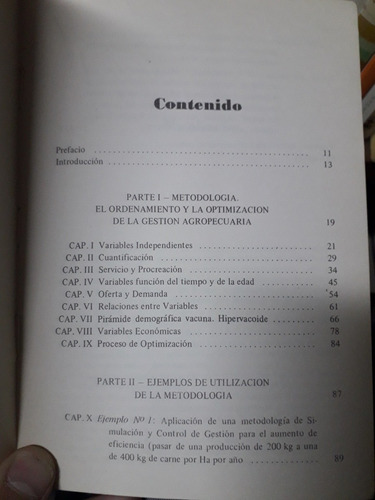 Contenido
Prefacio 11
Introducción 13
PARTE I – METODOLOGIA.
EL ORDENAMIENTO Y LA OPTIMIZACION
DE LA GESTION AGROPECUARIA 19
CAP. I Variables Independientes 21
CAP. II Cuantificación 29
CAP. III Servicio y Procreación 34
CAP. IV Variables función del tiempo y de la edad 45
CAP. V Oferta y Demanda 54
CAP. VI Relaciones entre Variables 61
CAP. VII Pirámide demográfica vacuna. Hipervacoide 66
CAP. VIII Variables Económicas 78
CAP. IX Proceso de Optimización 84
PARTE II – EJEMPLOS DE UTILIZACION
DE LA METODOLOGIA 87
CAP. X Ejemplo Nº 1: Aplicación de una metodología de Si-
mulación y Control de Gestión para el aumento de
eficiencia (pasar de una producción de 200 kg a una
de 400 kg de carne por Ha por año 89